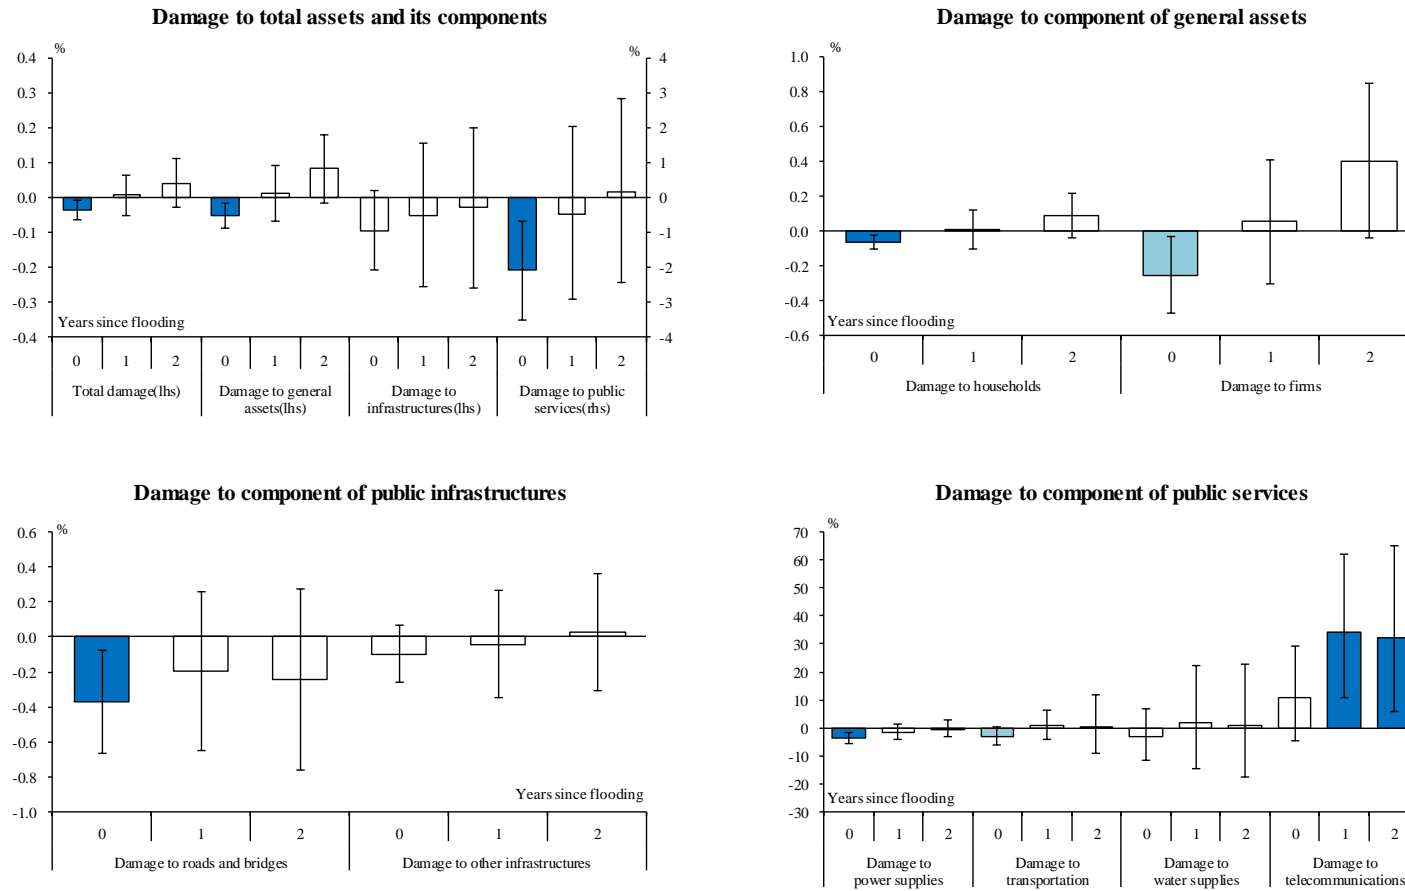 Damage to total assets and its components
%
%
0.4
0.3
0.2
0.1
0.0
-0.1
-0.2
-0.3
-0.4
4
3
2
1
0
-1
-2
-3
-4
Years since flooding
0 1 2 0 1 2 0 1 2 0 1 2
Total damage(lhs)
Damage to general
assets(lhs)
Damage to
infrastructures(lhs)
Damage to public
services(rhs)
Damage to component of general assets
%
1.0
0.8
0.6
0.4
0.2
0.0
-0.2
-0.4
-0.6
Years since flooding
0 1 2 0 1 2
Damage to households
Damage to firms
Damage to component of public infrastructures
%
0.6
0.4
0.2
0.0
-0.2
-0.4
-0.6
-0.8
-1.0
Years since flooding
0 1 2 0 1 2
Damage to roads and bridges
Damage to other infrastructures
Damage to component of public services
%
70
60
50
40
30
20
10
0
-10
-20
-30
Years since flooding
0 1 2 0 1 2 0 1 2 0 1 2
Damage to
power supplies
Damage to
transportation
Damage to
water supplies
Damage to
telecommunications